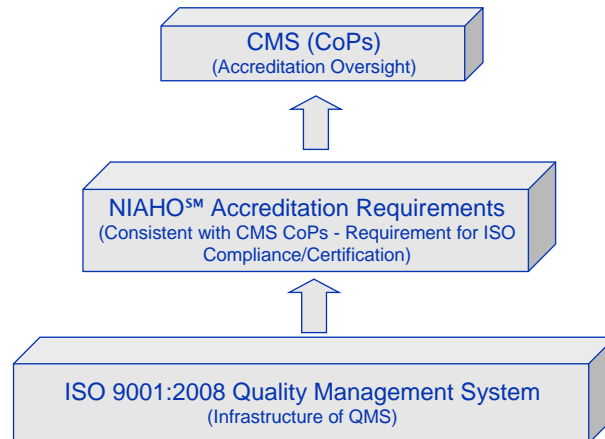 CMS (CoPs)
(Accreditation Oversight)
NIAHO℠ Accreditation Requirements
(Consistent with CMS CoPs - Requirement for ISO
Compliance/Certification)
ISO 9001:2008 Quality Management System
(Infrastructure of QMS)